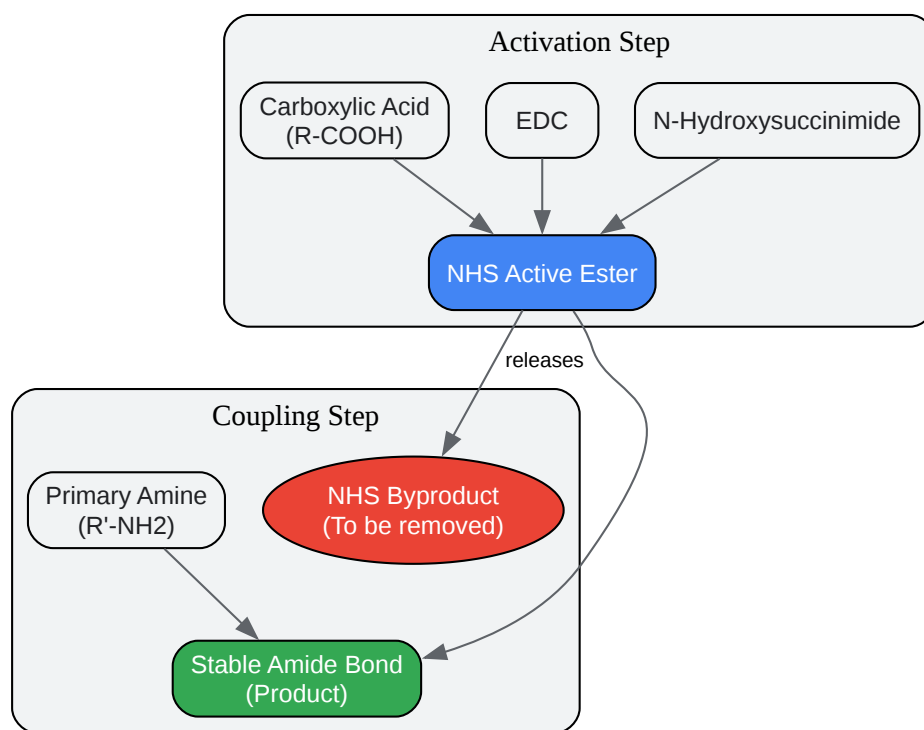 Activation Step
Carboxylic Acid
(R-COOH)
EDC
N-Hydroxysuccinimide
NHS Active Ester
releases
Coupling Step
Primary Amine
(R'-NH2)
NHS Byproduct
(To be removed)
Stable Amide Bond
(Product)